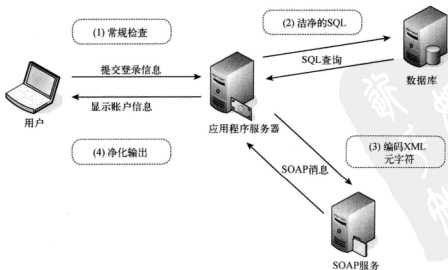 (1) 常规检查
(2) 洁净的SQL
提交登录信息
SQL查询
显示账户信息
用户
应用程序服务器
数据库
(4) 净化输出
(3) 编码XML
元字符
SOAP消息
SOAP服务